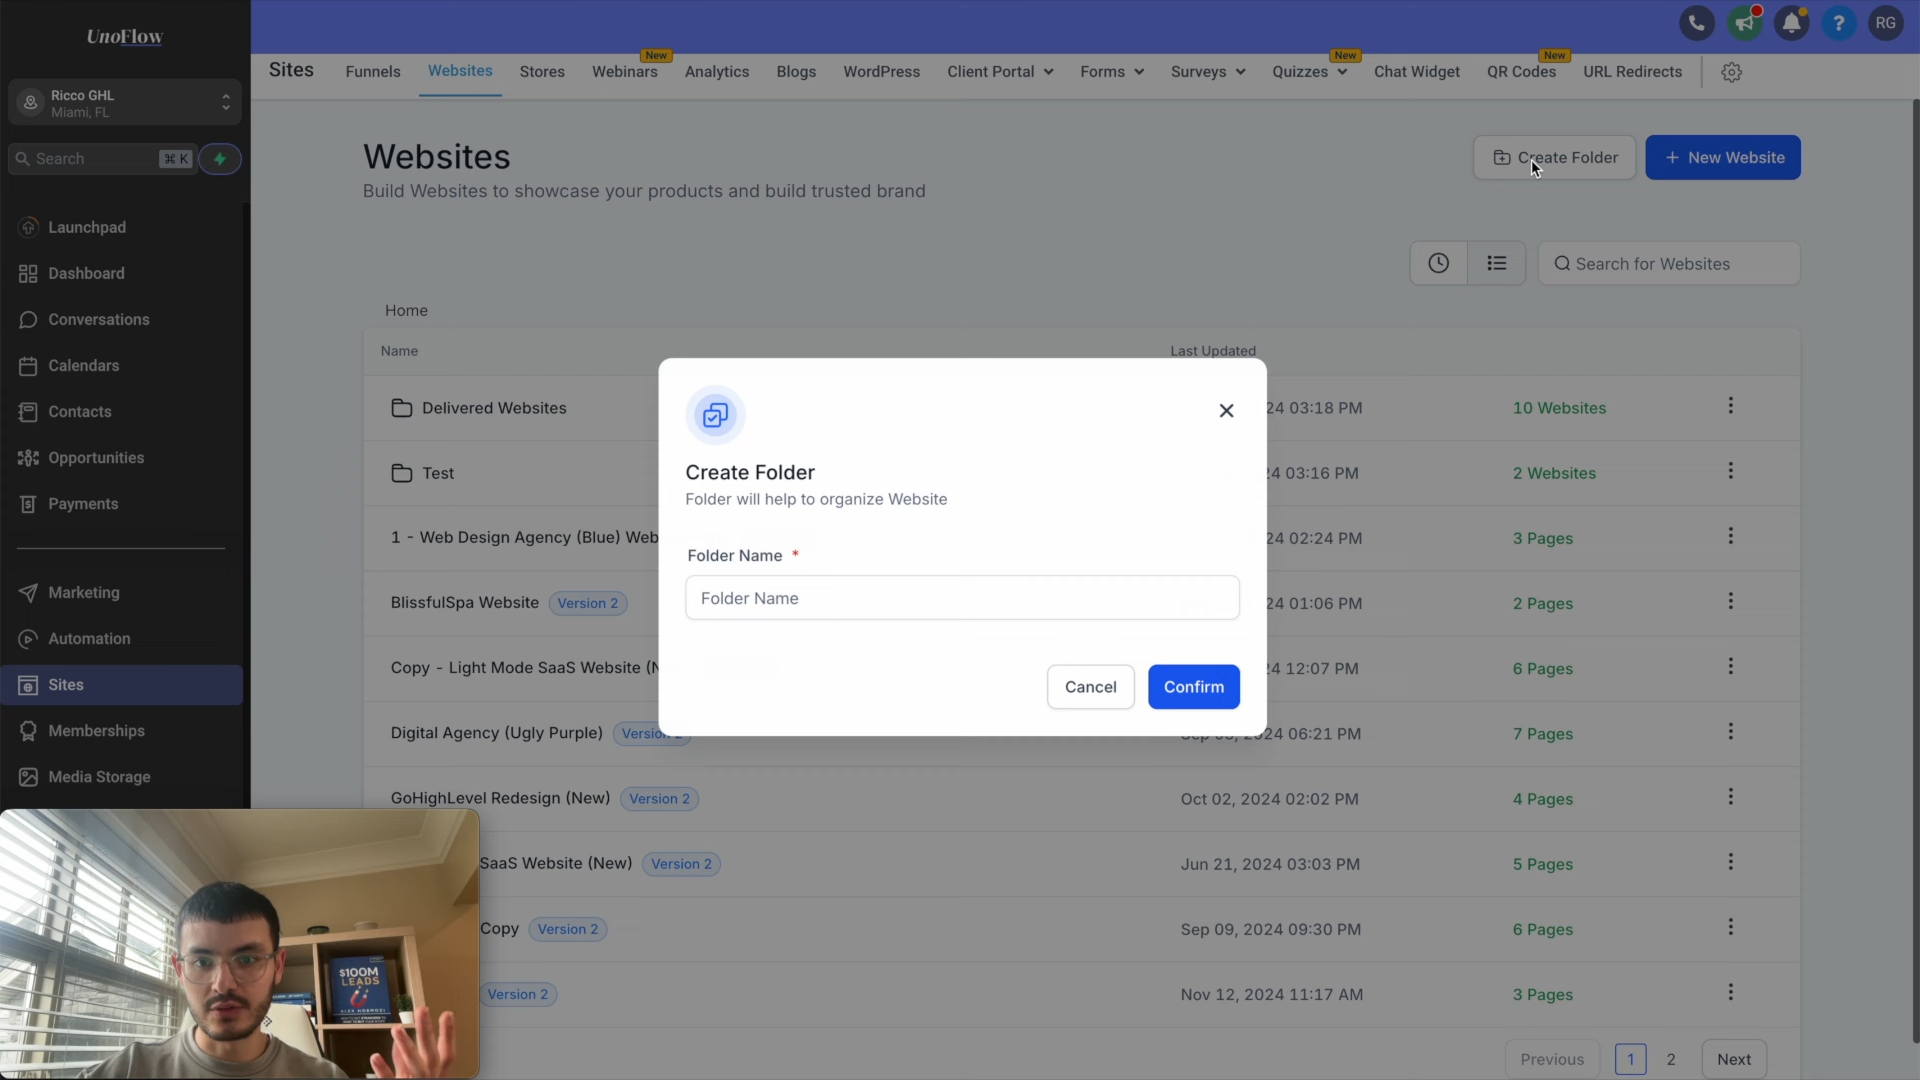 UnoFlow
Ricco GHL
Miami, FL
Search
⌘ K
Launchpad
Dashboard
Conversations
Calendars
Contacts
Opportunities
Payments
Marketing
Automation
Sites
Memberships
Media Storage
RG
Sites
Funnels
Websites
Stores
Webinars
New
Analytics
Blogs
WordPress
Client Portal
Forms
Surveys
Quizzes
New
Chat Widget
QR Codes
New
URL Redirects
Websites
Build Websites to showcase your products and build trusted brand
Create Folder
+ New Website
Search for Websites
Home
Name
Last Updated
Delivered Websites
24 03:18 PM
10 Websites
Test
24 03:16 PM
2 Websites
1 - Web Design Agency (Blue) Web
24 02:24 PM
3 Pages
BlissfulSpa Website
Version 2
24 01:06 PM
2 Pages
Copy - Light Mode SaaS Website (N
24 12:07 PM
6 Pages
Digital Agency (Ugly Purple)
Version 2
2024 06:21 PM
7 Pages
GoHighLevel Redesign (New)
Version 2
Oct 02, 2024 02:02 PM
4 Pages
SaaS Website (New)
Version 2
Jun 21, 2024 03:03 PM
5 Pages
Copy
Version 2
Sep 09, 2024 09:30 PM
6 Pages
Version 2
Nov 12, 2024 11:17 AM
3 Pages
Previous
1
2
Next
Create Folder
Folder will help to organize Website
Folder Name *
Folder Name
Cancel
Confirm
$100M
LEADS
ALEX HORMOZI